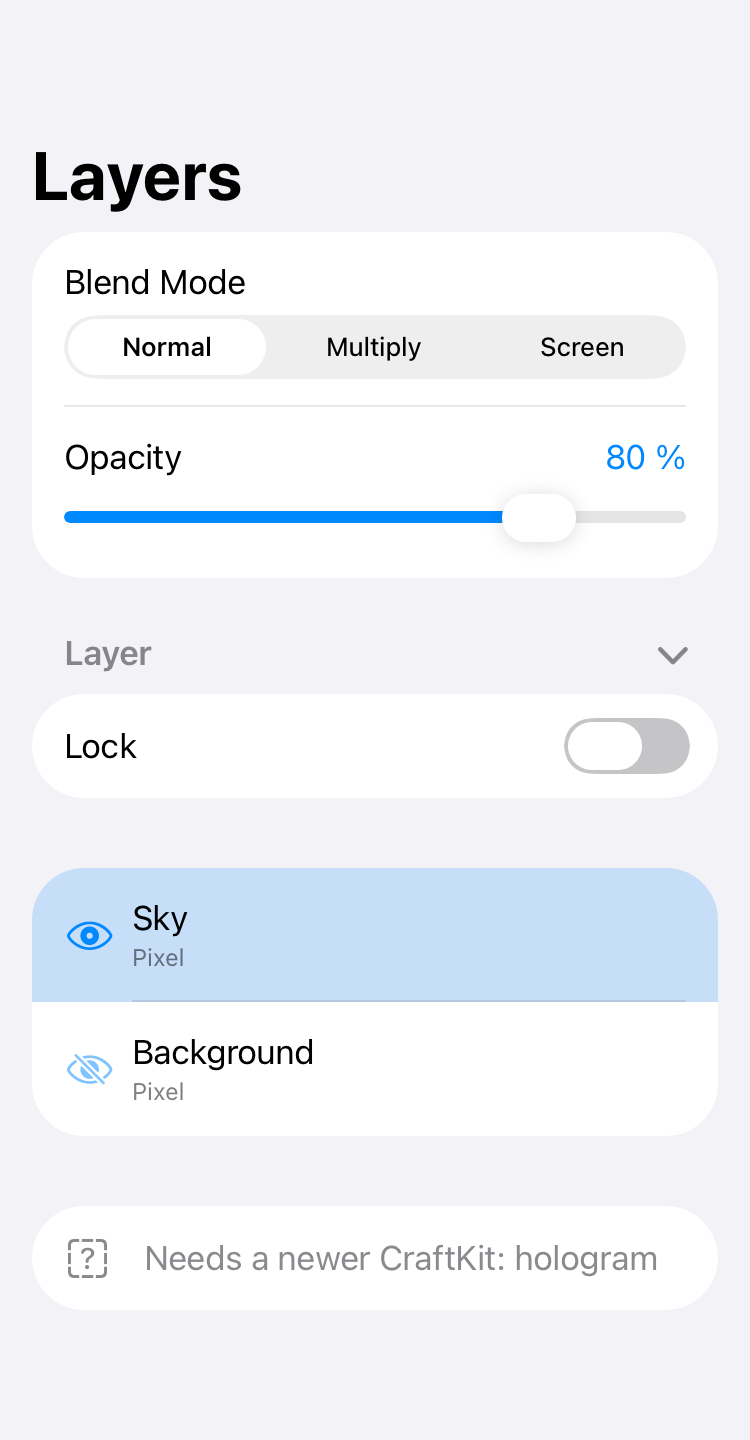 Layers
Blend Mode
Normal Multiply Screen
Opacity 80 %
Layer
Lock
Sky
Pixel
Background
Pixel
Needs a newer CraftKit: hologram